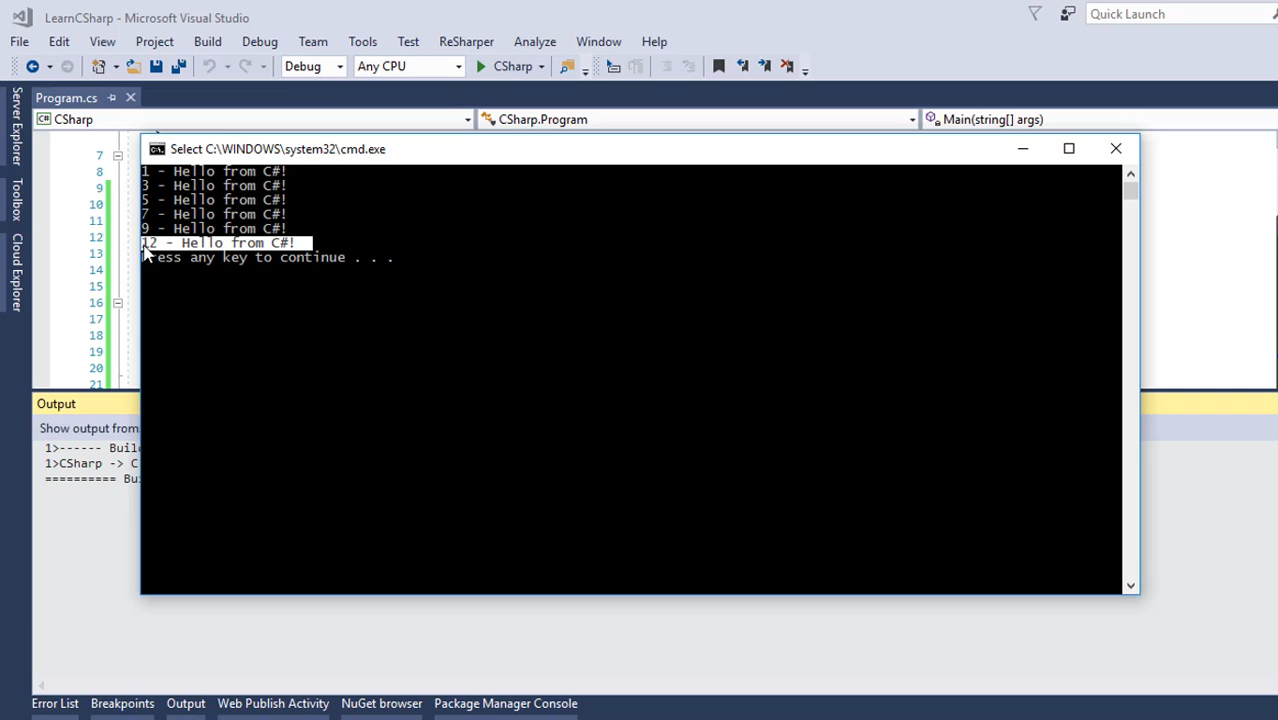 LearnCSharp - Microsoft Visual Studio
Quick Launch
File Edit View Project Build Debug Team Tools Test ReSharper Analyze Window Help
Debug Any CPU CSharp
Program.cs
CSharp CSharp.Program Main(string[] args)
Server Explorer
Toolbox
Cloud Explorer
7
8
9
10
11
12
13
14
15
16
17
18
19
20
21
Select C:\WINDOWS\system32\cmd.exe
1 - Hello from C#!
3 - Hello from C#!
5 - Hello from C#!
7 - Hello from C#!
9 - Hello from C#!
12 - Hello from C#!
Press any key to continue . . .
Output
Show output from:
1>------ Buil
1>CSharp -> C
========== Bu
Error List Breakpoints Output Web Publish Activity NuGet browser Package Manager Console